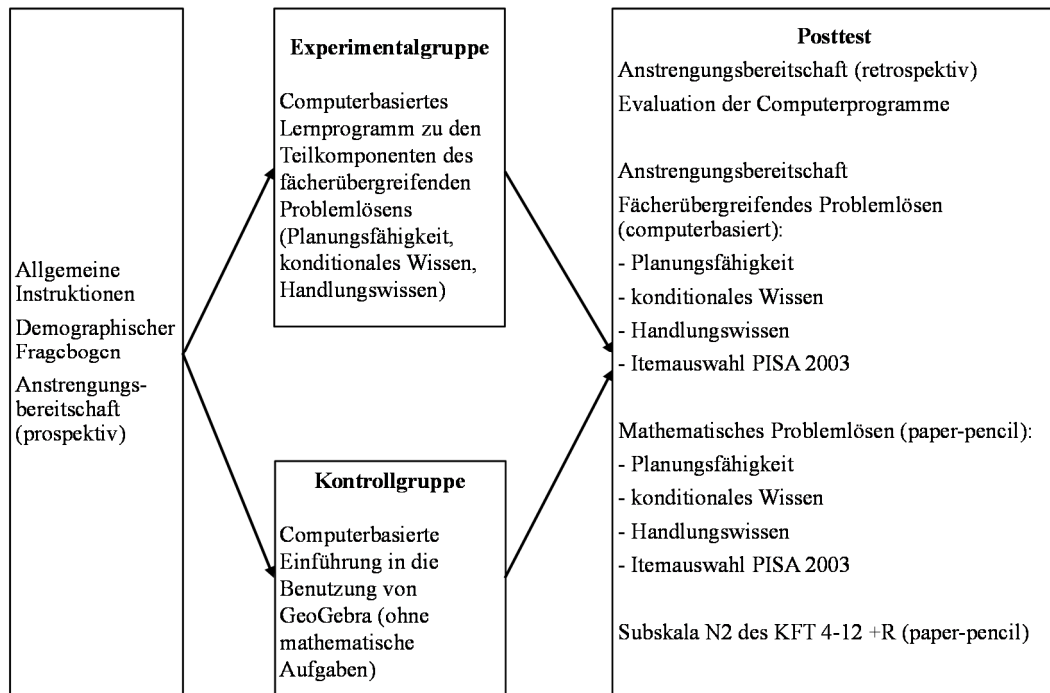 Allgemeine
Instruktionen
Demographischer
Fragebogen
Anstrengungs-
bereitschaft
(prospektiv)
Experimentalgruppe
Computerbasiertes
Lernprogramm zu den
Teilkomponenten des
fächerübergreifenden
Problemlösens
(Planungsfähigkeit,
konditionales Wissen,
Handlungswissen)
Kontrollgruppe
Computerbasierte
Einführung in die
Benutzung von
GeoGebra (ohne
mathematische
Aufgaben)
Posttest
Anstrengungsbereitschaft (retrospektiv)
Evaluation der Computerprogramme
Anstrengungsbereitschaft
Fächerübergreifendes Problemlösen
(computerbasiert):
- Planungsfähigkeit
- konditionales Wissen
- Handlungswissen
- Itemauswahl PISA 2003
Mathematisches Problemlösen (paper-pencil):
- Planungsfähigkeit
- konditionales Wissen
- Handlungswissen
- Itemauswahl PISA 2003
Subskala N2 des KFT 4-12 +R (paper-pencil)